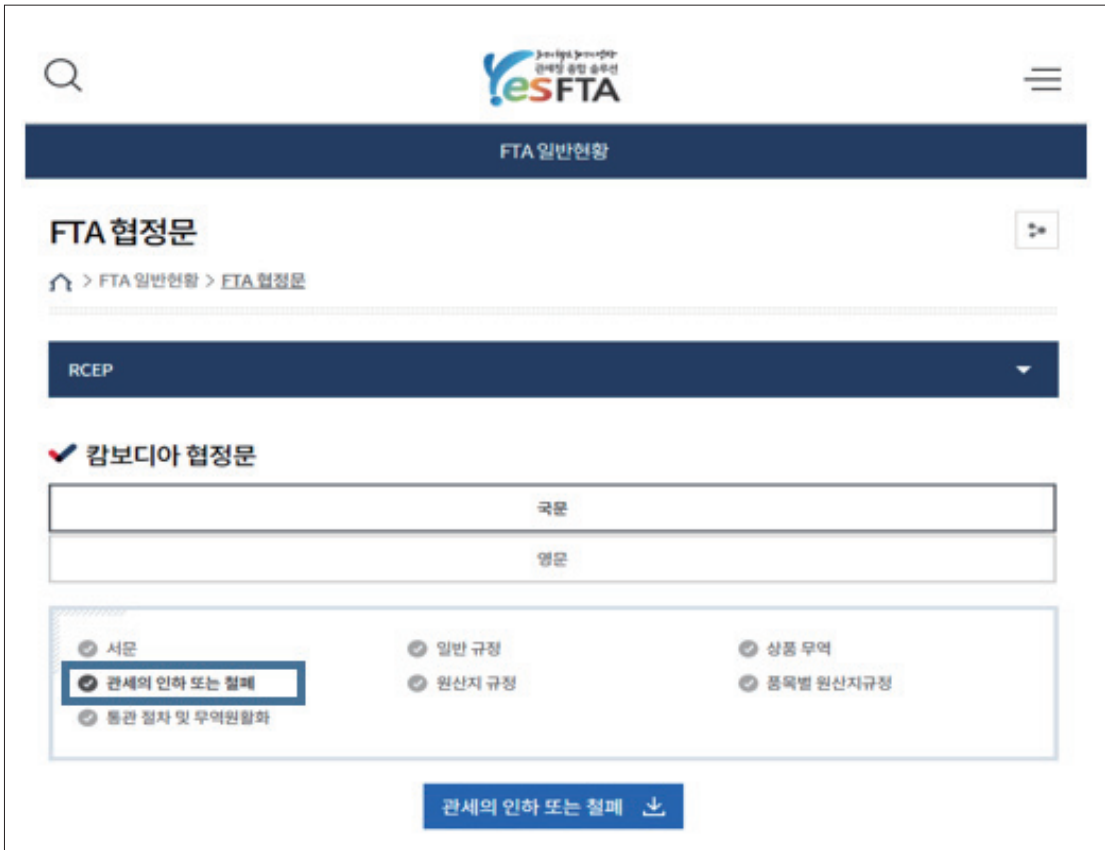 관세청 종합 솔루션
YesFTA
FTA 일반현황
FTA 협정문
> FTA 일반현황 > FTA 협정문
RCEP
캄보디아 협정문
국문
영문
서문 일반 규정 상품 무역
관세의 인하 또는 철폐 원산지 규정 품목별 원산지규정
통관 절차 및 무역원활화
관세의 인하 또는 철폐